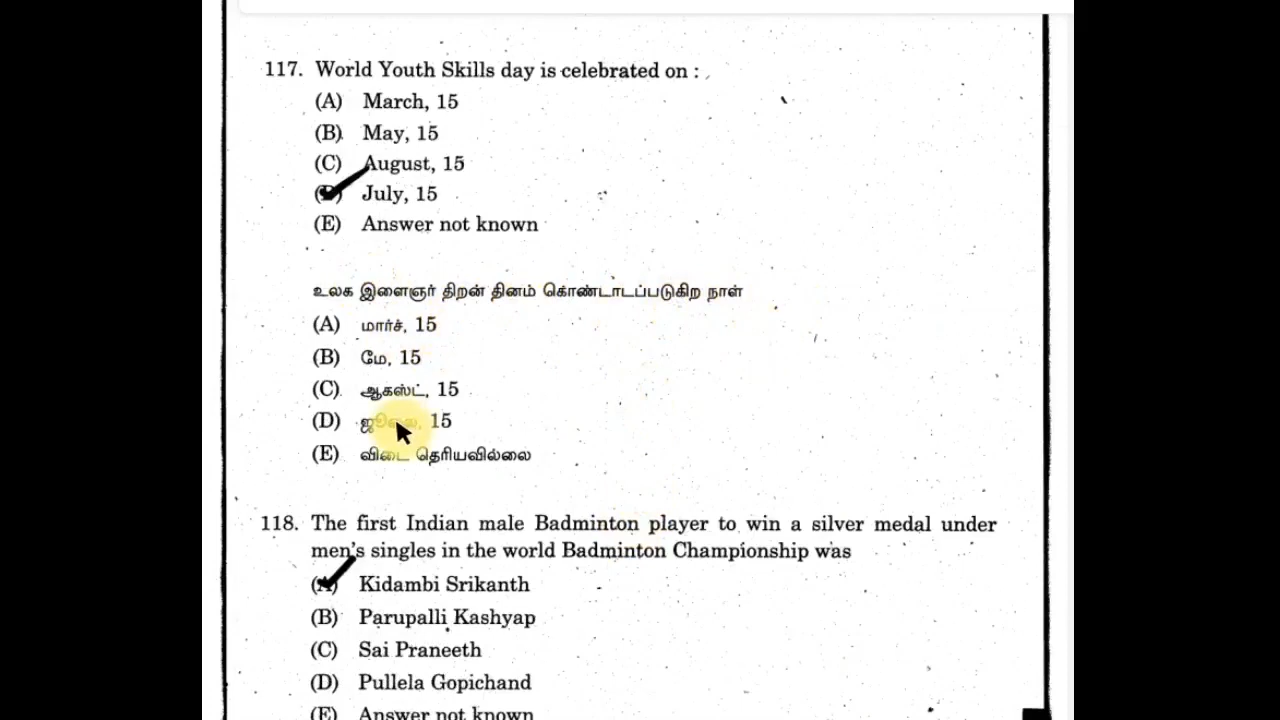 117. World Youth Skills day is celebrated on :
(A) March, 15
(B) May, 15
(C) August, 15
(D) July, 15
(E) Answer not known
உலக இளைஞர் திறன் தினம் கொண்டாடப்படுகிற நாள்
(A) மார்ச், 15
(B) மே, 15
(C) ஆகஸ்ட், 15
(D) ஜூலை, 15
(E) விடை தெரியவில்லை
118. The first Indian male Badminton player to win a silver medal under
men's singles in the world Badminton Championship was
(A) Kidambi Srikanth
(B) Parupalli Kashyap
(C) Sai Praneeth
(D) Pullela Gopichand
(E) Answer not known